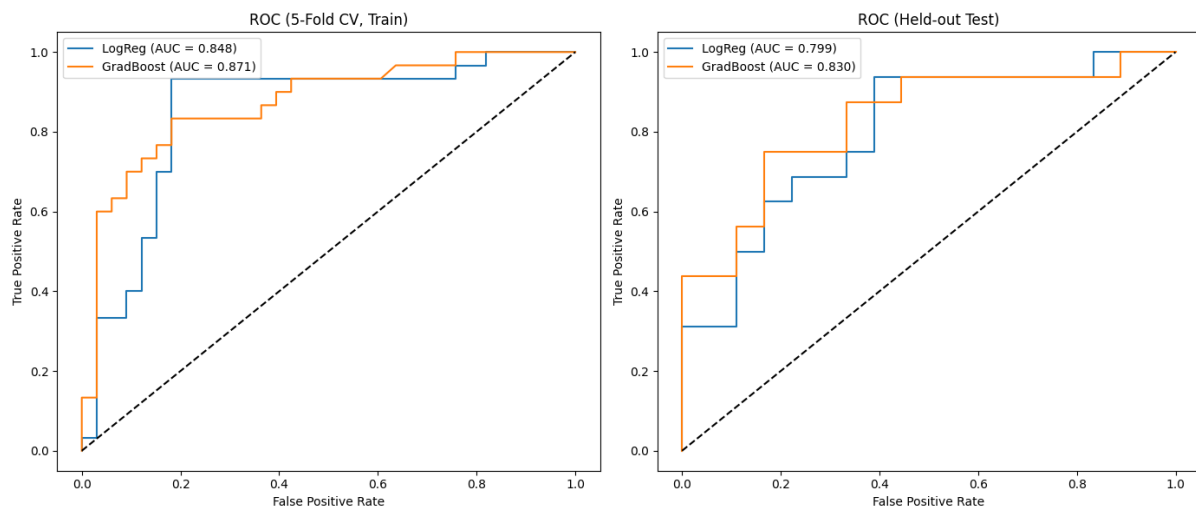 ROC (5-Fold CV, Train)
LogReg (AUC = 0.848)
GradBoost (AUC = 0.871)
True Positive Rate
1.0
0.8
0.6
0.4
0.2
0.0
0.0 0.2 0.4 0.6 0.8 1.0
False Positive Rate
ROC (Held-out Test)
LogReg (AUC = 0.799)
GradBoost (AUC = 0.830)
True Positive Rate
1.0
0.8
0.6
0.4
0.2
0.0
0.0 0.2 0.4 0.6 0.8 1.0
False Positive Rate